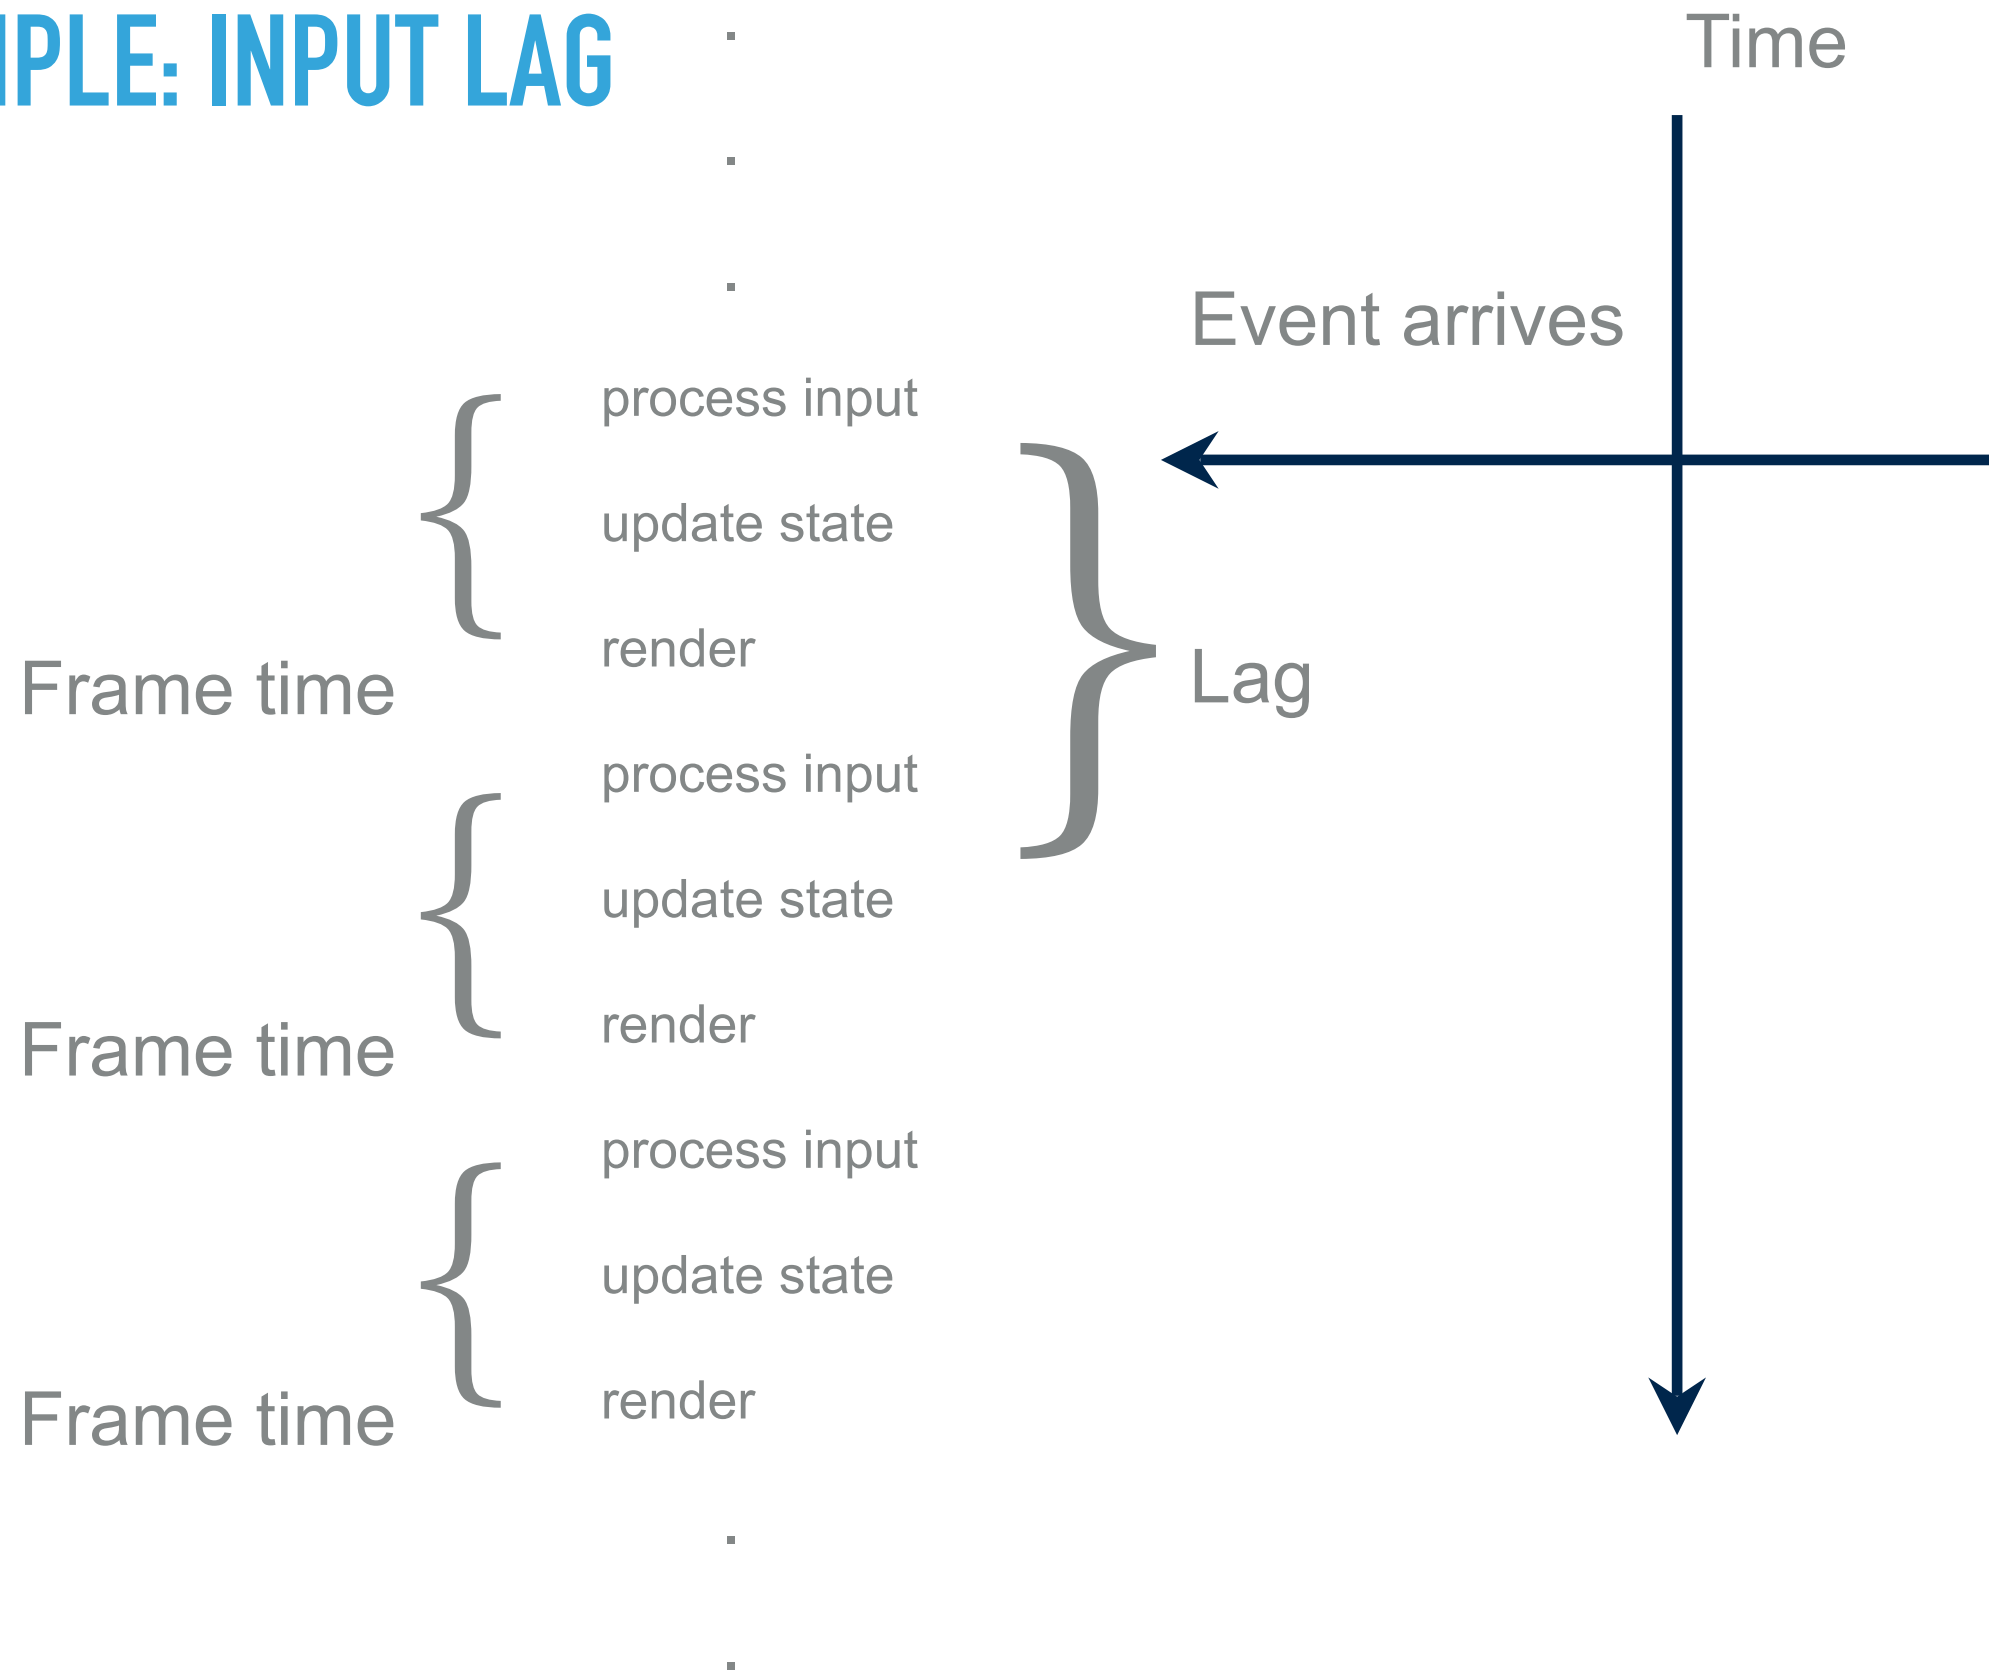 MPLE: INPUT LAG
Time
.
.
.
Event arrives
process input
update state
render
Frame time
Lag
process input
update state
render
Frame time
process input
update state
render
Frame time
.
.